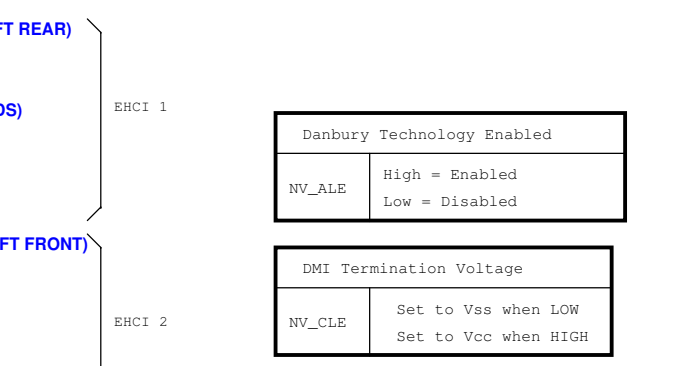 FT REAR)
EHCI 1
DS)
Danbury Technology Enabled
NV_ALE
High = Enabled
Low = Disabled
FT FRONT)
DMI Termination Voltage
EHCI 2
NV_CLE
Set to Vss when LOW
Set to Vcc when HIGH